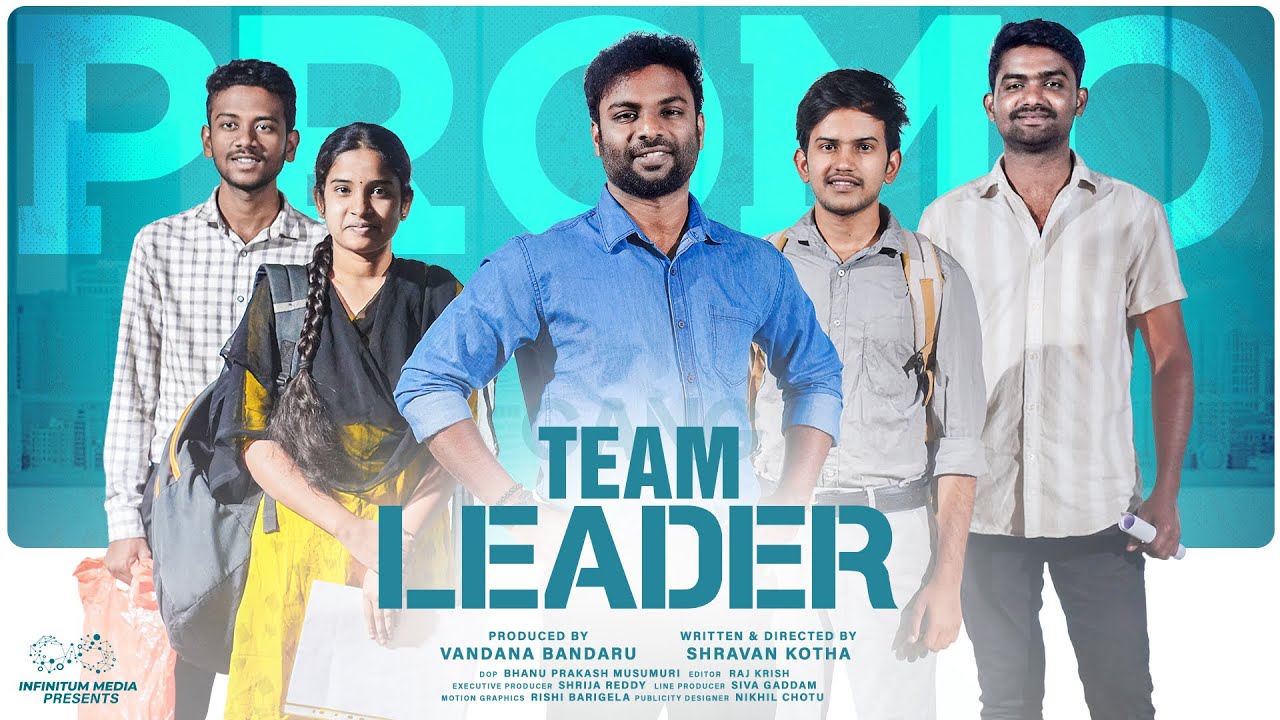 PROMO
GANG
TEAM
LEADER
PRODUCED BY
VANDANA BANDARU
WRITTEN & DIRECTED BY
SHRAVAN KOTHA
DOP BHANU PRAKASH MUSUMURI EDITOR RAJ KRISH
EXECUTIVE PRODUCER SHRIJA REDDY LINE PRODUCER SIVA GADDAM
MOTION GRAPHICS RISHI BARIGELA PUBLICITY DESIGNER NIKHIL CHOTU
INFINITUM MEDIA
PRESENTS